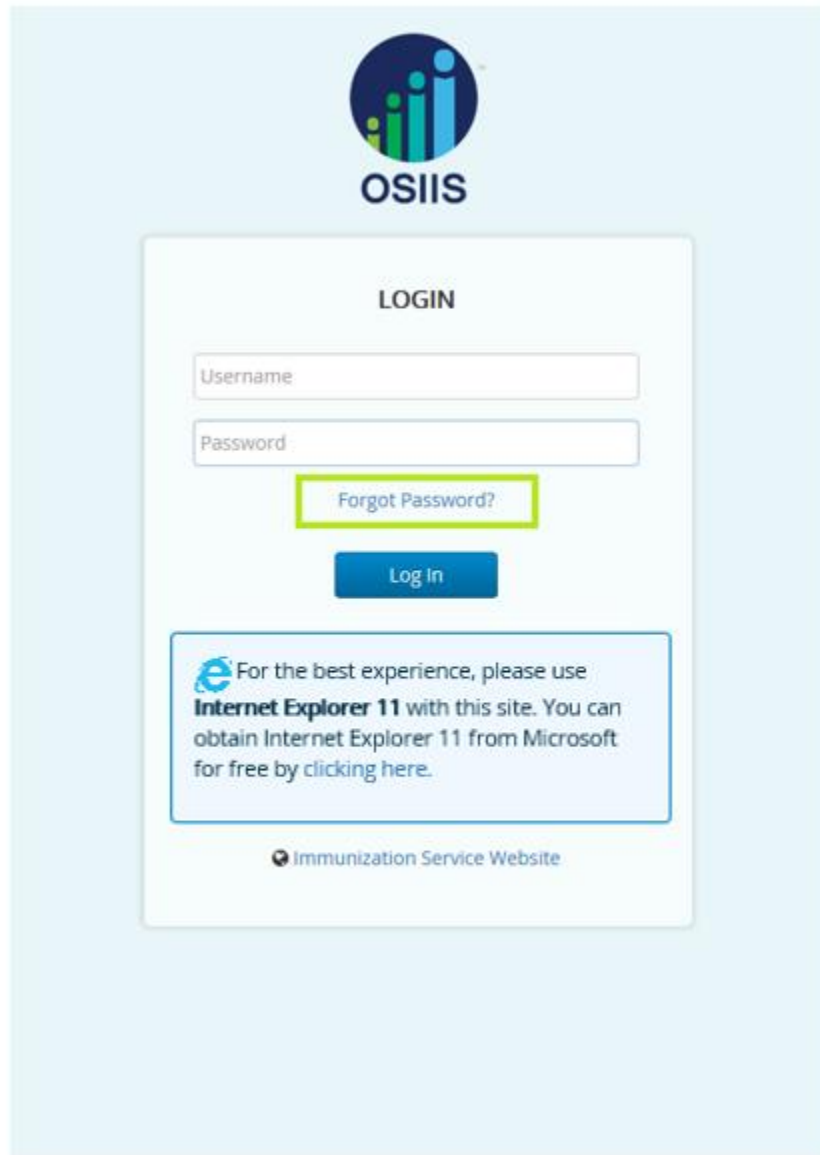 OSIIS
LOGIN
Username
Password
Forgot Password?
Log In
For the best experience, please use
Internet Explorer 11 with this site. You can
obtain Internet Explorer 11 from Microsoft
for free by clicking here.
Immunization Service Website